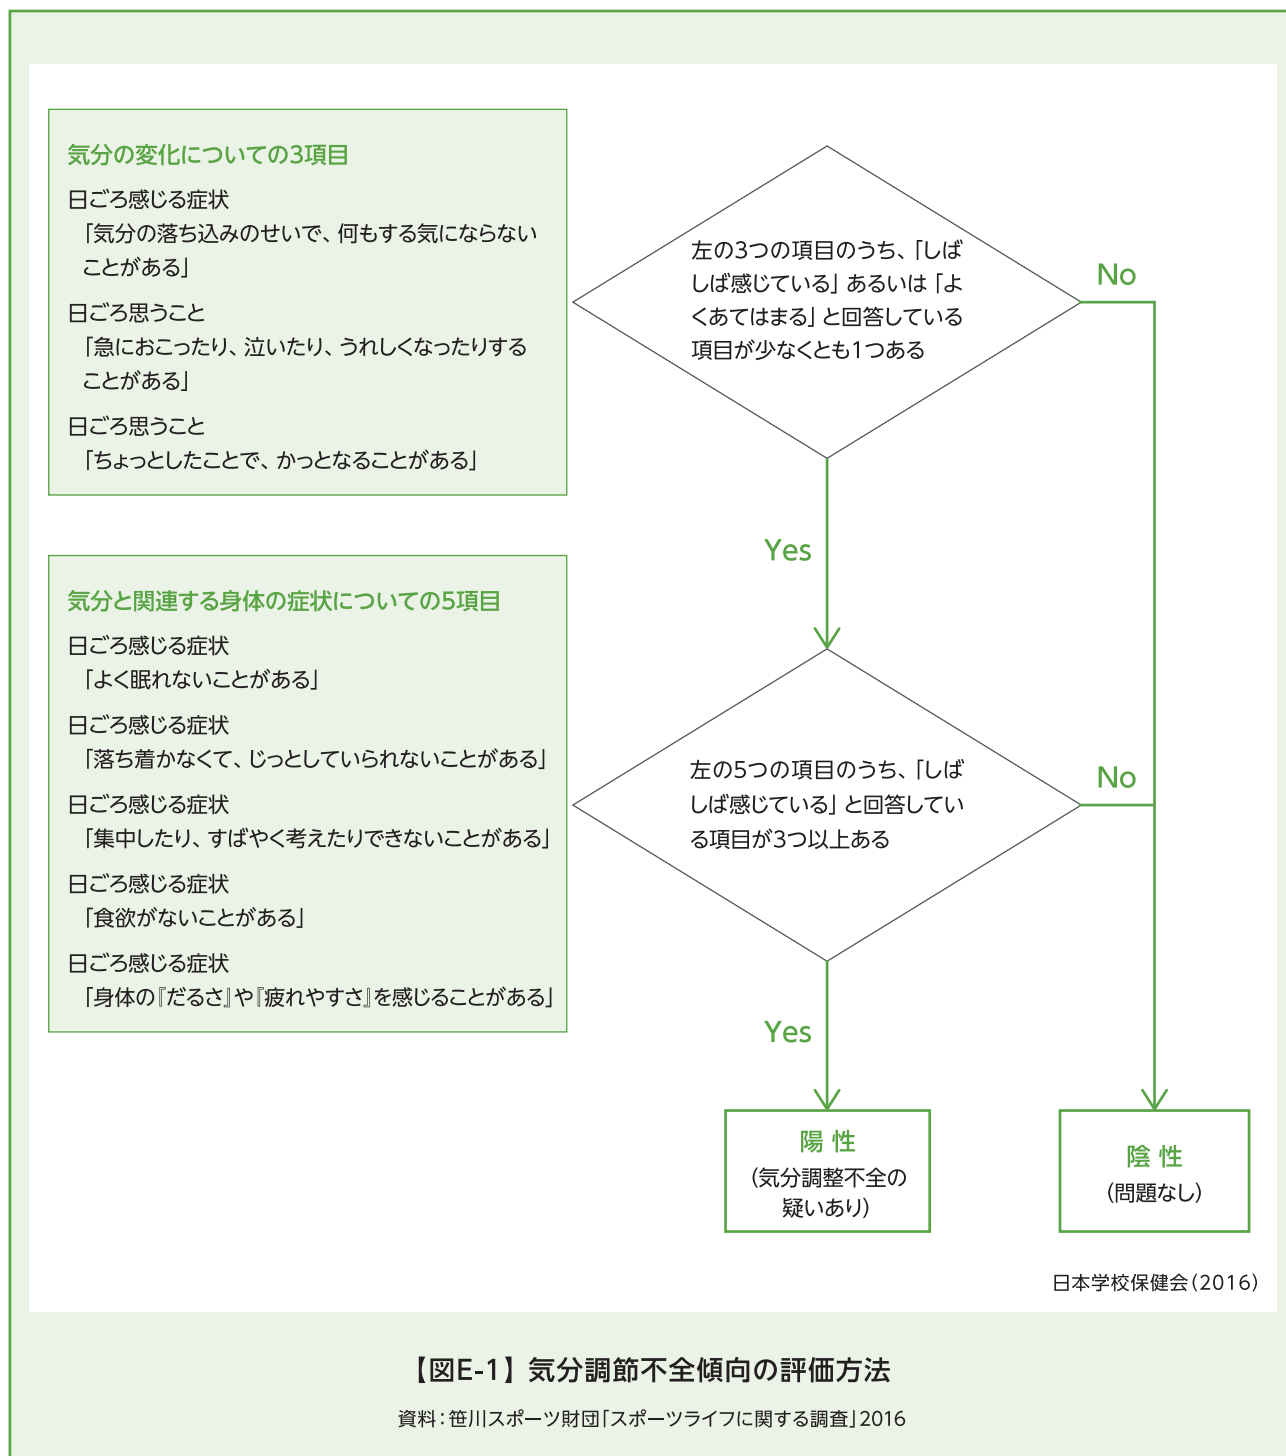 気分の変化についての3項目
日ごろ感じる症状
「気分の落ち込みのせいで、何もする気にならない
ことがある」
日ごろ思うこと
「急におこったり、泣いたり、うれしくなったりする
ことがある」
日ごろ思うこと
「ちょっとしたことで、かっとなることがある」
左の3つの項目のうち、「しば
しば感じている」あるいは「よ
くあてはまる」と回答している
項目が少なくとも1つある
No
Yes
気分と関連する身体の症状についての5項目
日ごろ感じる症状
「よく眠れないことがある」
日ごろ感じる症状
「落ち着かなくて、じっとしていられないことがある」
日ごろ感じる症状
「集中したり、すばやく考えたりできないことがある」
日ごろ感じる症状
「食欲がないことがある」
日ごろ感じる症状
「身体の『だるさ』や『疲れやすさ』を感じることがある」
左の5つの項目のうち、「しば
しば感じている」と回答してい
る項目が3つ以上ある
No
Yes
陽 性
(気分調整不全の
疑いあり)
陰 性
(問題なし)
日本学校保健会(2016)
【図E-1】気分調節不全傾向の評価方法
資料：笹川スポーツ財団「スポーツライフに関する調査」2016